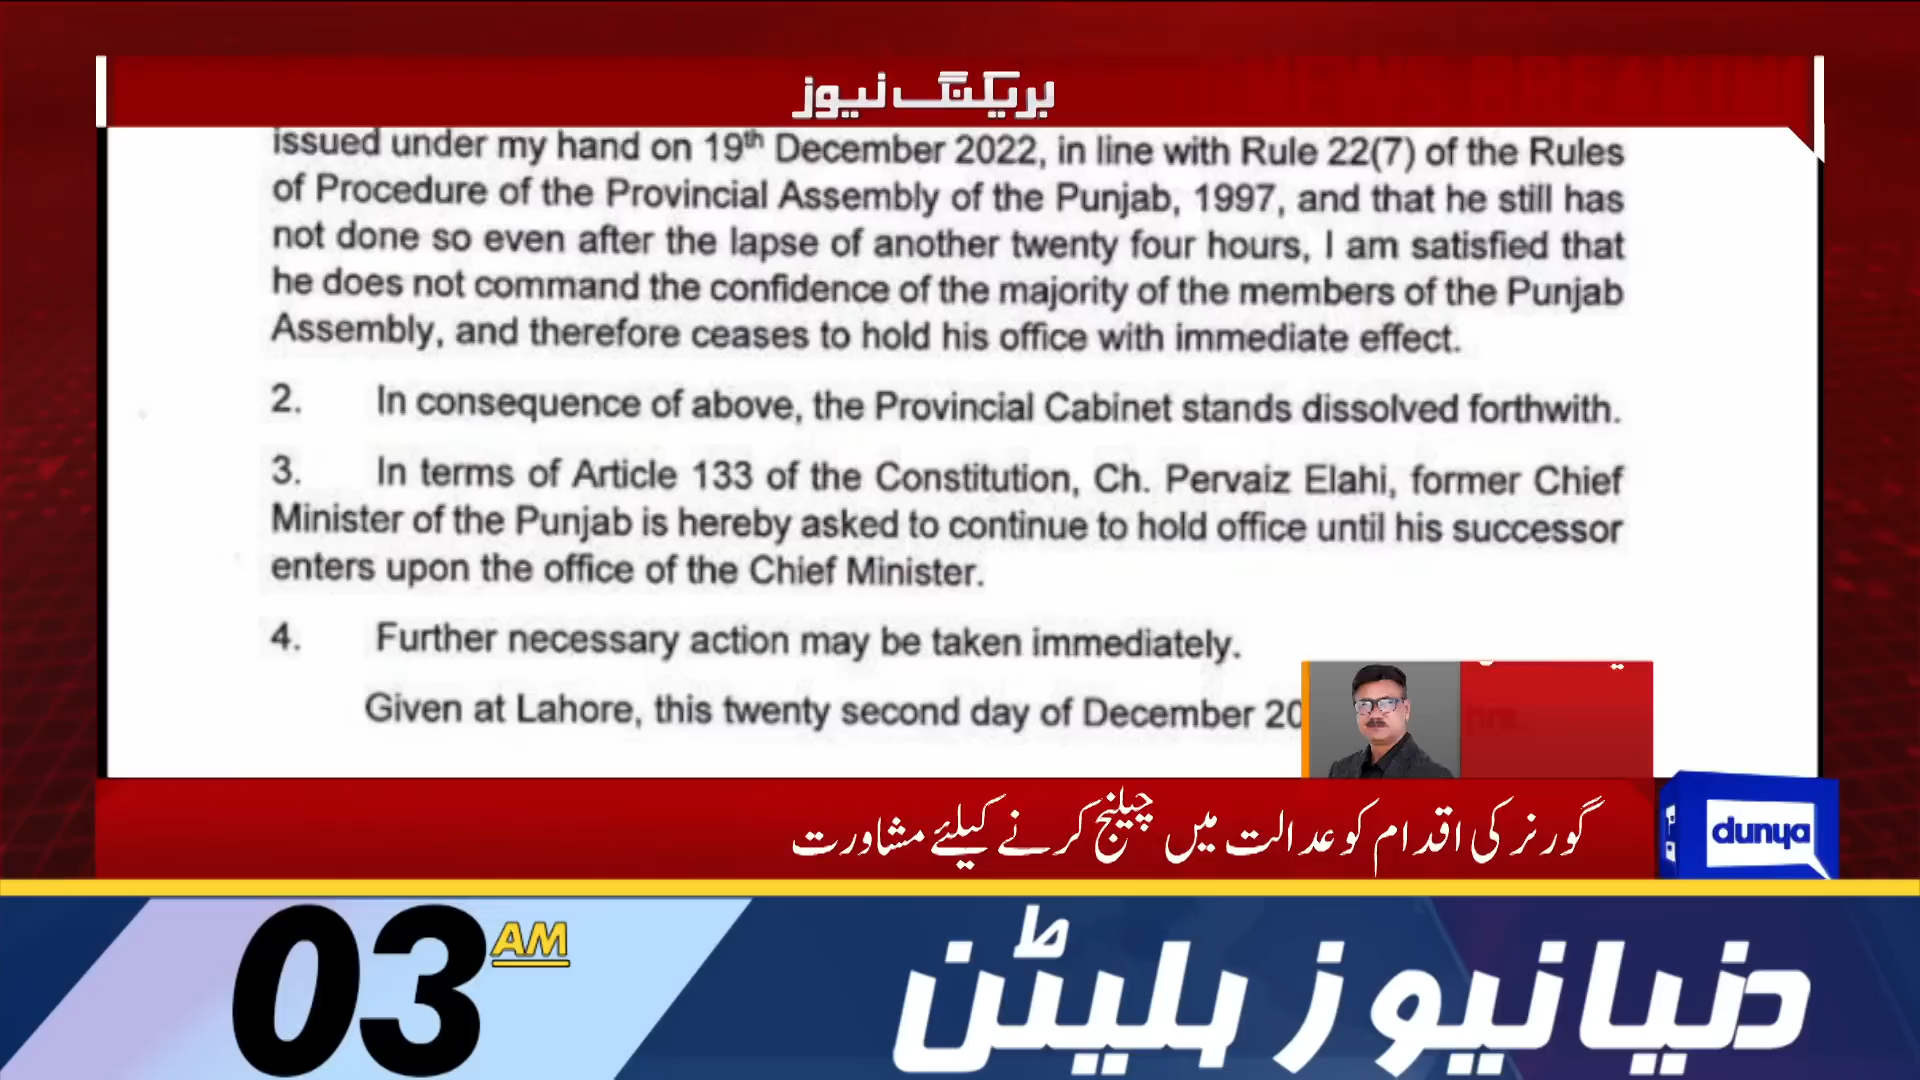 بریکنگ نیوز
issued under my hand on 19th December 2022, in line with Rule 22(7) of the Rules
of Procedure of the Provincial Assembly of the Punjab, 1997, and that he still has
not done so even after the lapse of another twenty four hours, I am satisfied that
he does not command the confidence of the majority of the members of the Punjab
Assembly, and therefore ceases to hold his office with immediate effect.
2. In consequence of above, the Provincial Cabinet stands dissolved forthwith.
3. In terms of Article 133 of the Constitution, Ch. Pervaiz Elahi, former Chief
Minister of the Punjab is hereby asked to continue to hold office until his successor
enters upon the office of the Chief Minister.
4. Further necessary action may be taken immediately.
Given at Lahore, this twenty second day of December 20
گورنر کی اقدام کو عدالت میں چیلنج کرنے کیلئے مشاورت
dunya
03 AM
دنیا نیوز بلیٹن